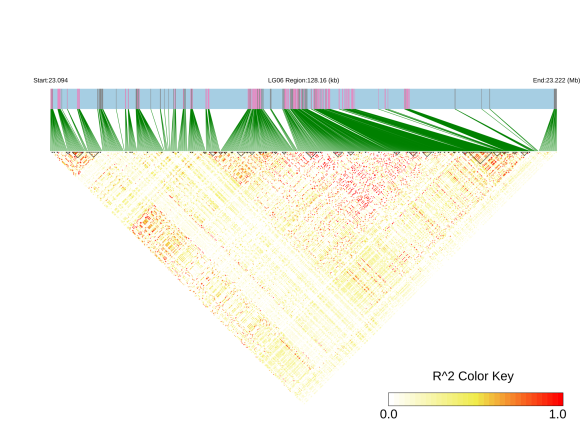 Start:23.094 LG06 Region:128.16 (kb) End:23.222 (Mb)
R^2 Color Key
0.0 1.0